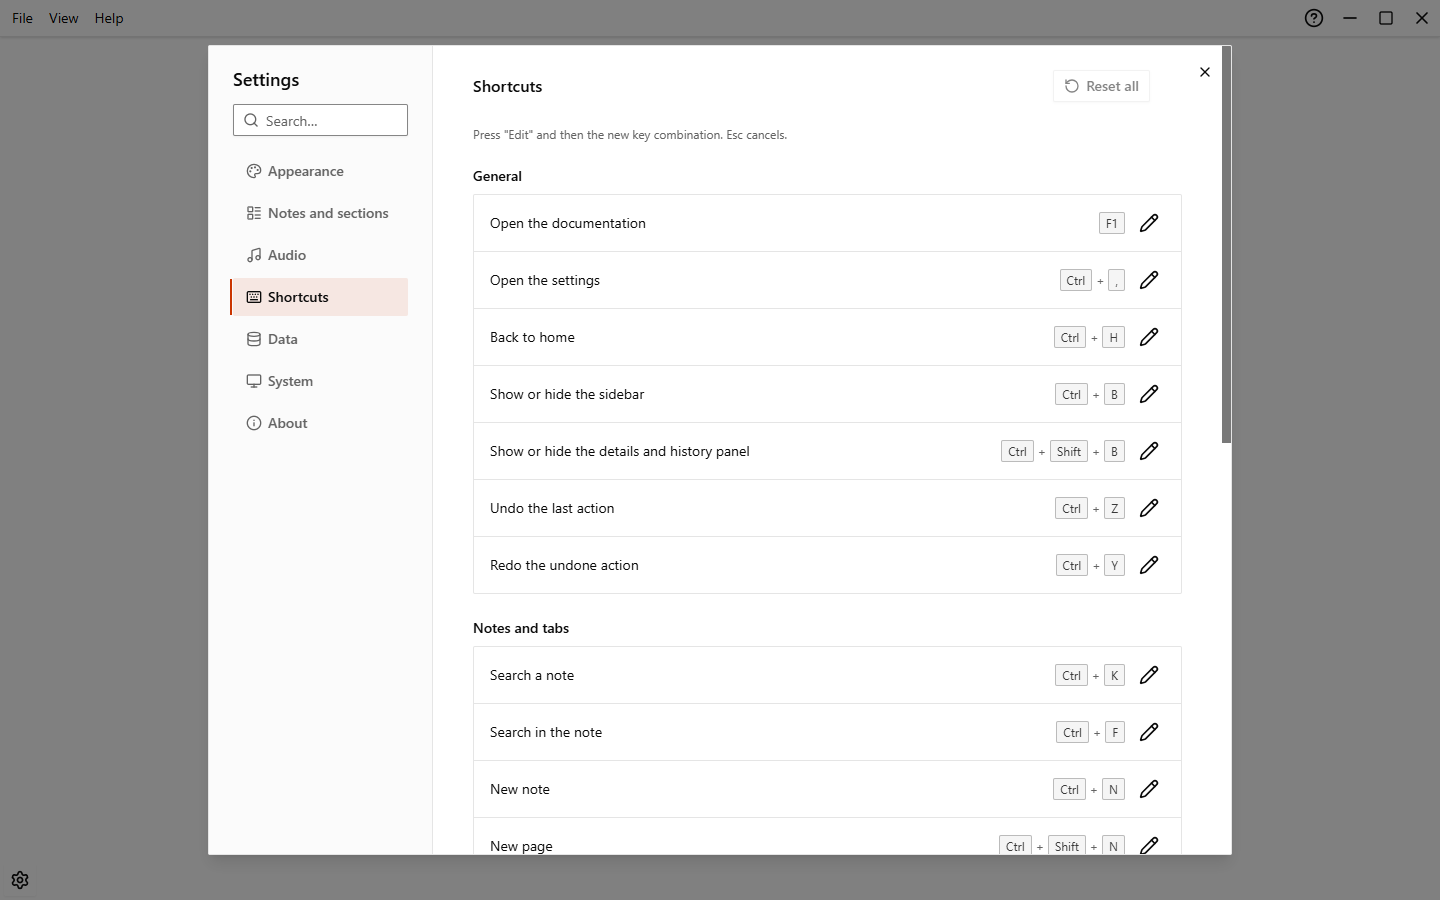 File View Help
Settings
Search...
Appearance
Notes and sections
Audio
Shortcuts
Data
System
About
Shortcuts
Reset all
Press "Edit" and then the new key combination. Esc cancels.
General
Open the documentation F1
Open the settings Ctrl + ,
Back to home Ctrl + H
Show or hide the sidebar Ctrl + B
Show or hide the details and history panel Ctrl + Shift + B
Undo the last action Ctrl + Z
Redo the undone action Ctrl + Y
Notes and tabs
Search a note Ctrl + K
Search in the note Ctrl + F
New note Ctrl + N
New page Ctrl + Shift + N